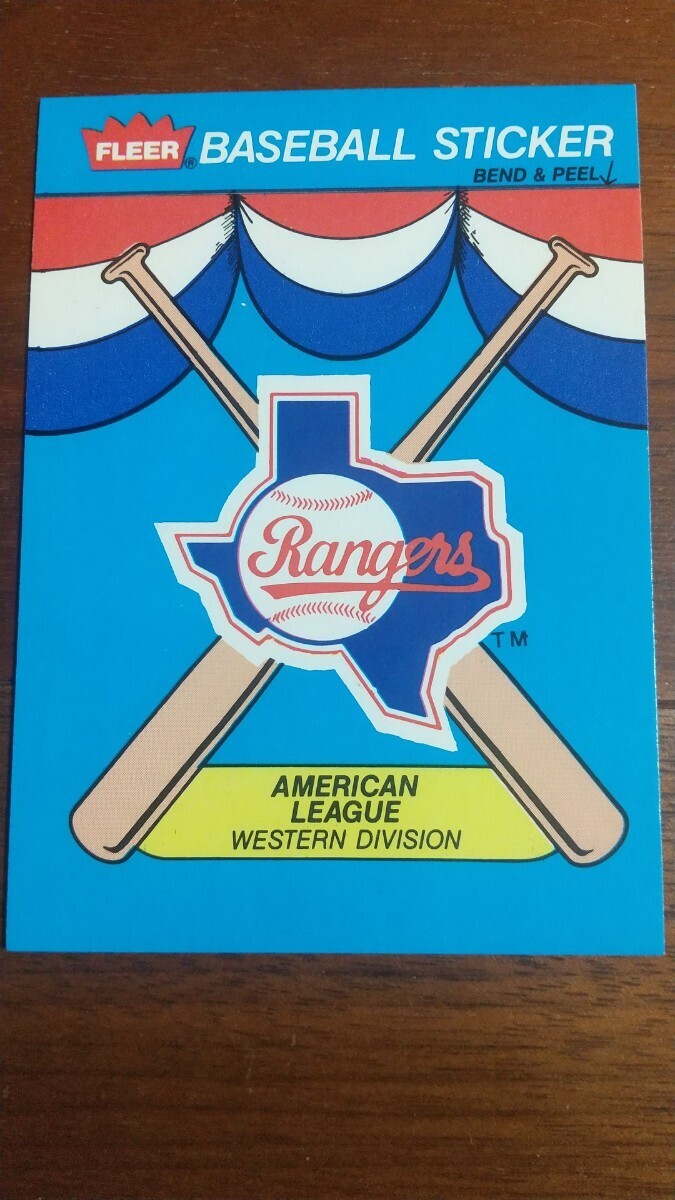 FLEER® BASEBALL STICKER
BEND & PEEL↓
Rangers
TM
AMERICAN
LEAGUE
WESTERN DIVISION